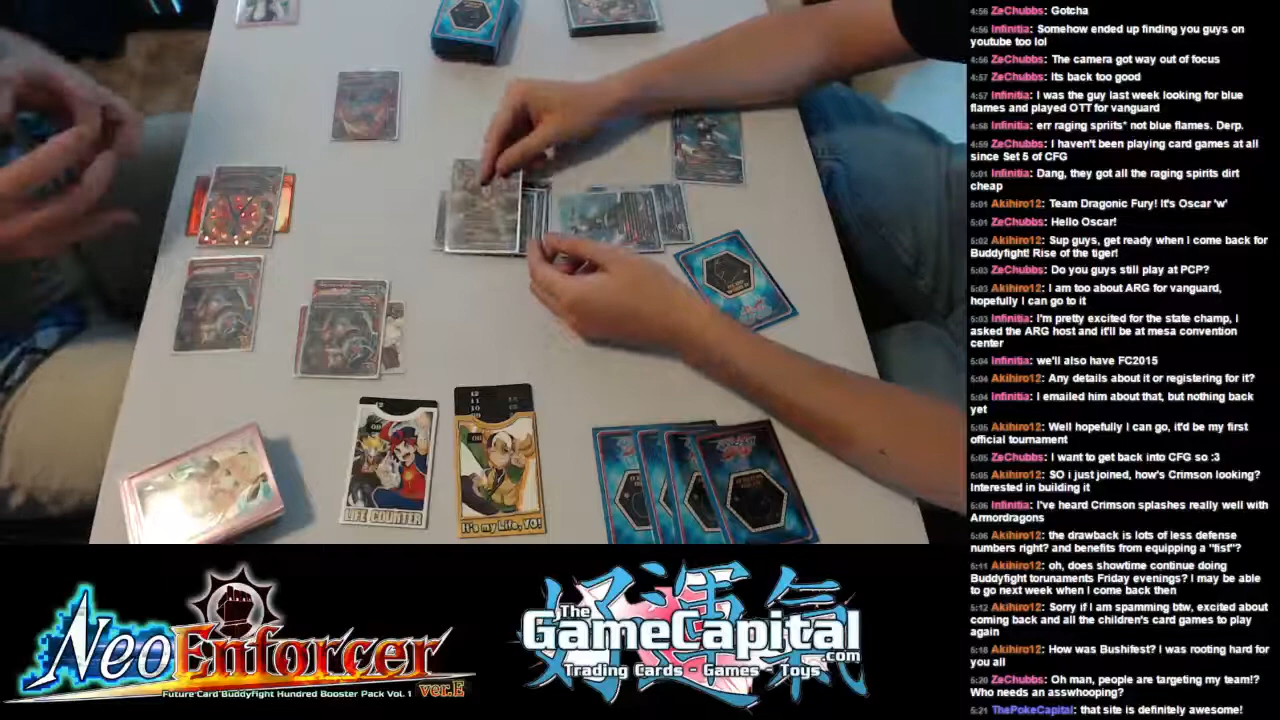 4:56 ZeChubbs: Gotcha
4:56 Infinitia: Somehow ended up finding you guys on
youtube too lol
4:56 ZeChubbs: The camera got way out of focus
4:57 ZeChubbs: Its back too good
4:57 Infinitia: I was the guy last week looking for blue
flames and played OTT for vanguard
4:58 Infinitia: err raging spriits* not blue flames. Derp.
4:59 ZeChubbs: I haven't been playing card games at all
since Set 5 of CFG
5:01 Infinitia: Dang, they got all the raging spirits dirt
cheap
5:01 Akihiro12: Team Dragonic Fury! It's Oscar 'w'
5:01 ZeChubbs: Hello Oscar!
5:02 Akihiro12: Sup guys, get ready when I come back for
Buddyfight! Rise of the tiger!
5:03 ZeChubbs: Do you guys still play at PCP?
5:03 Akihiro12: I am too about ARG for vanguard,
hopefully I can go to it
5:03 Infinitia: I'm pretty excited for the state champ, I
asked the ARG host and it'll be at mesa convention
center
5:04 Infinitia: we'll also have FC2015
5:04 Akihiro12: Any details about it or registering for it?
5:04 Infinitia: I emailed him about that, but nothing back
yet
5:05 Akihiro12: Well hopefully I can go, it'd be my first
official tournament
5:05 ZeChubbs: I want to get back into CFG so :3
5:05 Akihiro12: SO i just joined, how's Crimson looking?
Interested in building it
5:06 Infinitia: I've heard Crimson splashes really well with
Armordragons
5:08 Akihiro12: the drawback is lots of less defense
numbers right? and benefits from equipping a "fist"?
5:11 Akihiro12: oh, does showtime continue doing
Buddyfight torunaments Friday evenings? I may be able
to go next week when I come back then
5:12 Akihiro12: Sorry if I am spamming btw, excited about
coming back and all the children's card games to play
again
5:18 Akihiro12: How was Bushifest? I was rooting hard for
you all
5:20 ZeChubbs: Oh man, people are targeting my team!?
Who needs an asswhooping?
5:21 ThePokeCapital: that site is definitely awesome!
LIFE COUNTER
It's my Life, YO!
NeoEnforcer
Future Card Buddyfight Hundred Booster Pack Vol. 1 ver.E
好運氣
The
GameCapital
.com
Trading Cards - Games - Toys